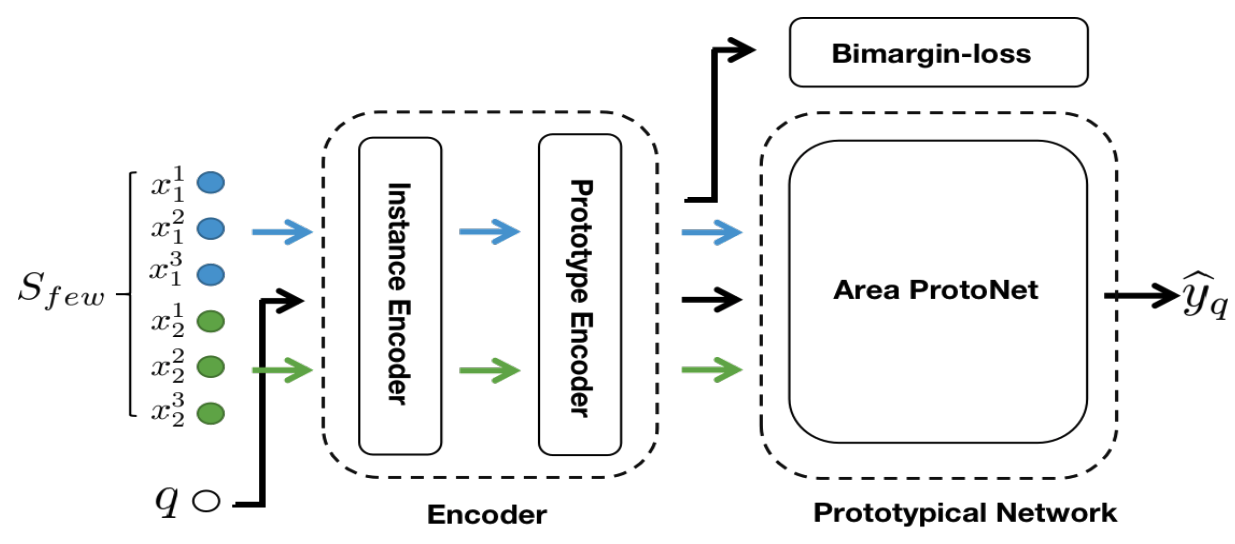 Bimargin-loss
x_1^1
x_1^2
x_1^3
x_2^1
x_2^2
x_2^3
S_{few}
q
Instance Encoder
Prototype Encoder
Encoder
Area ProtoNet
Prototypical Network
\widehat{y}_q